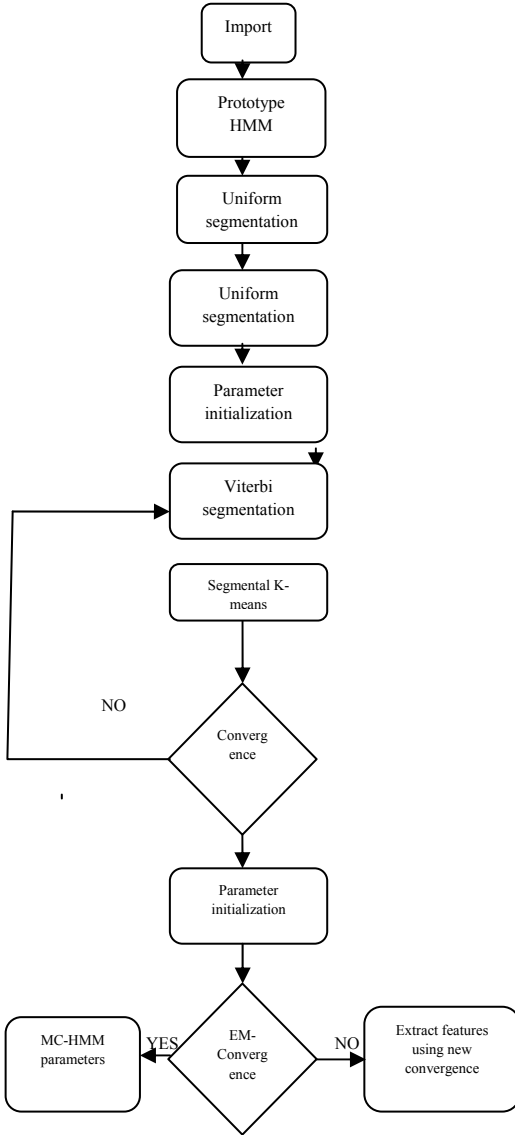 Import
Prototype
HMM
Uniform
segmentation
Uniform
segmentation
Parameter
initialization
Viterbi
segmentation
Segmental K-
means
NO
Converg
ence
Parameter
initialization
MC-HMM
parameters
YES
EM-
Converg
ence
NO
Extract features
using new
convergence